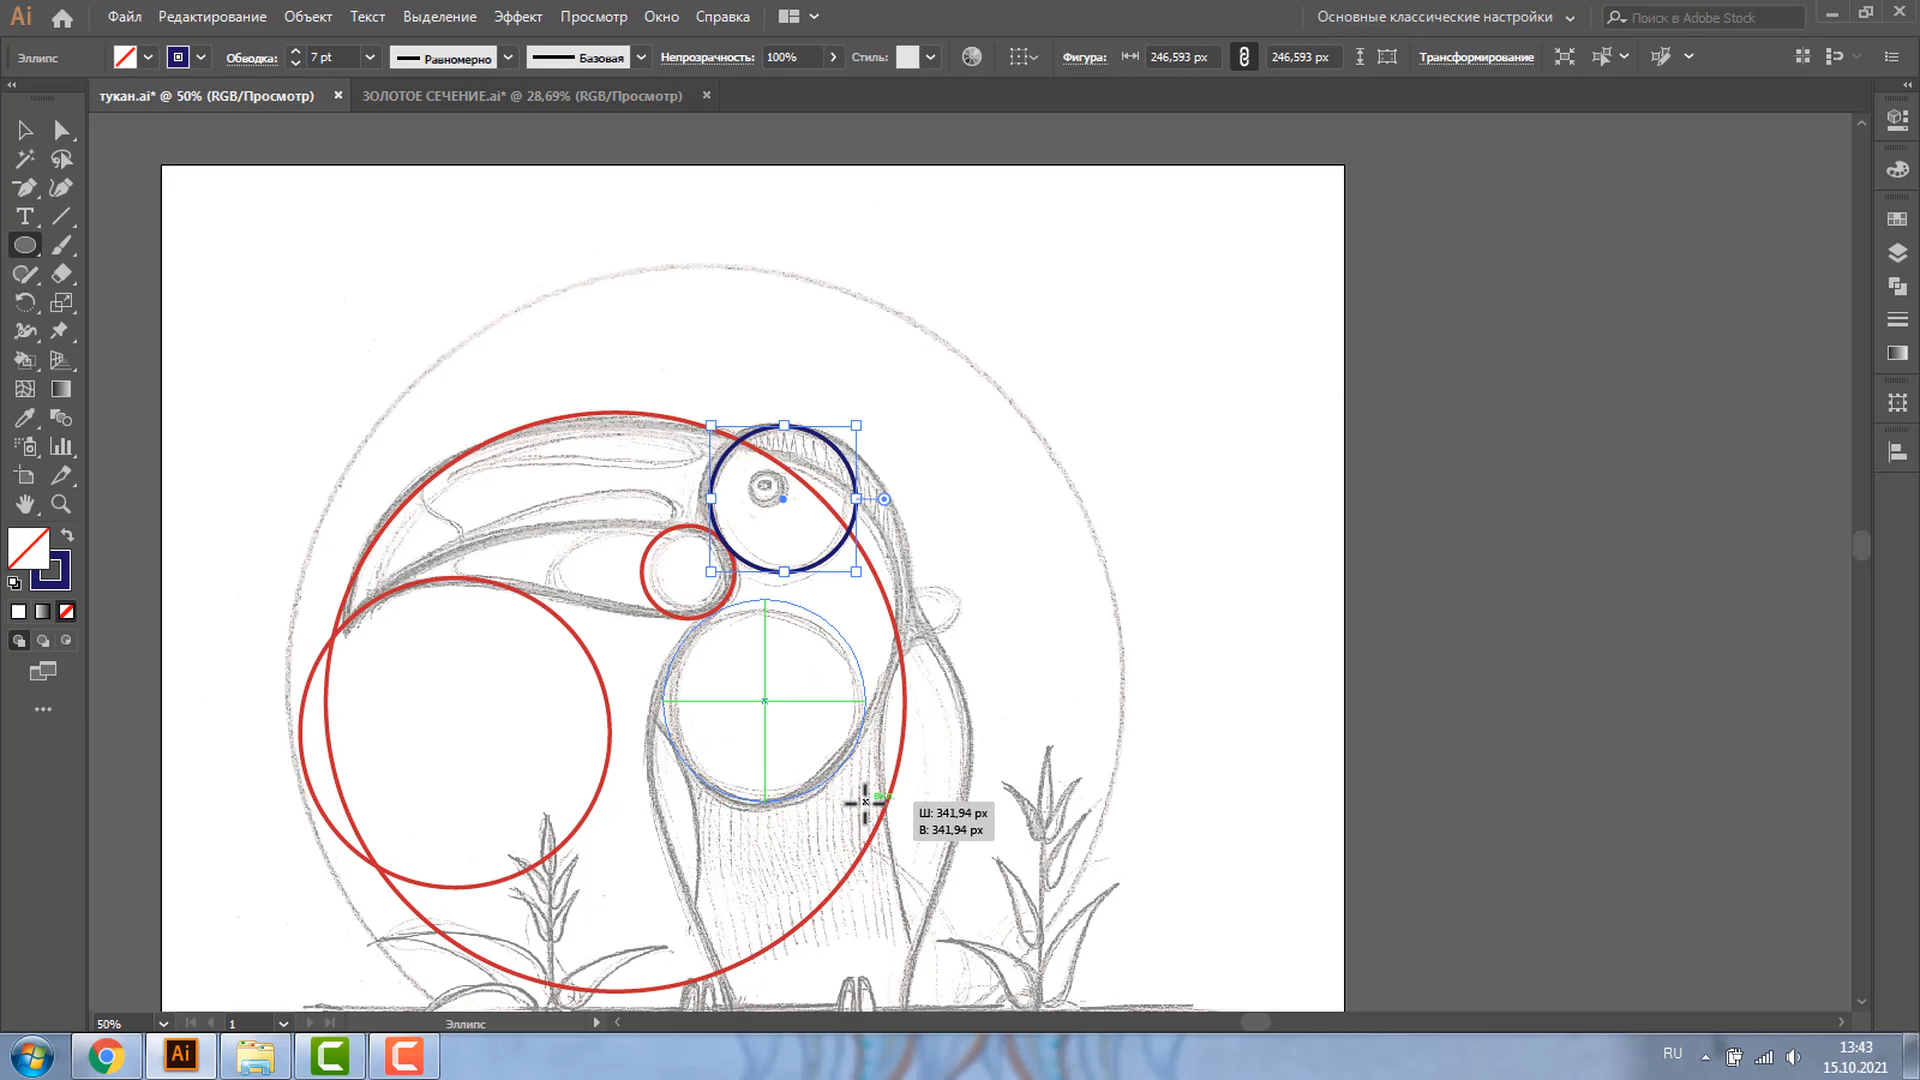 Ai Файл Редактирование Объект Текст Выделение Эффект Просмотр Окно Справка Основные классические настройки Поиск в Adobe Stock
Эллипс Обводка: 7 pt Равномерно Базовая Непрозрачность: 100% Стиль: Фигура: 246,593 px 246,593 px Трансформирование
тукан.ai* @ 50% (RGB/Просмотр) ЗОЛОТОЕ СЕЧЕНИЕ.ai* @ 28,69% (RGB/Просмотр)
Ш: 341,94 px
В: 341,94 px
50% 1 Эллипс
Ai RU 13:43
15.10.2021